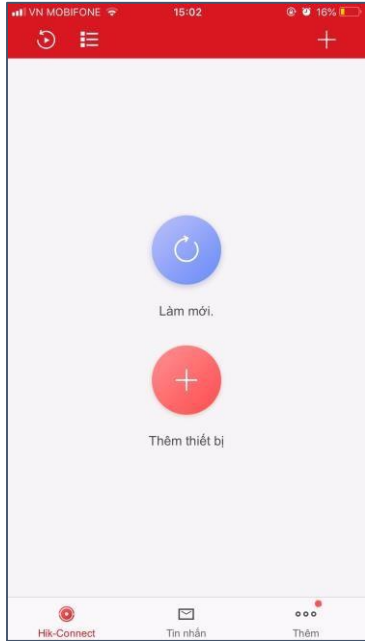 VN MOBIFONE 15:02 16%
Làm mới.
Thêm thiết bị
Hik-Connect Tin nhắn Thêm